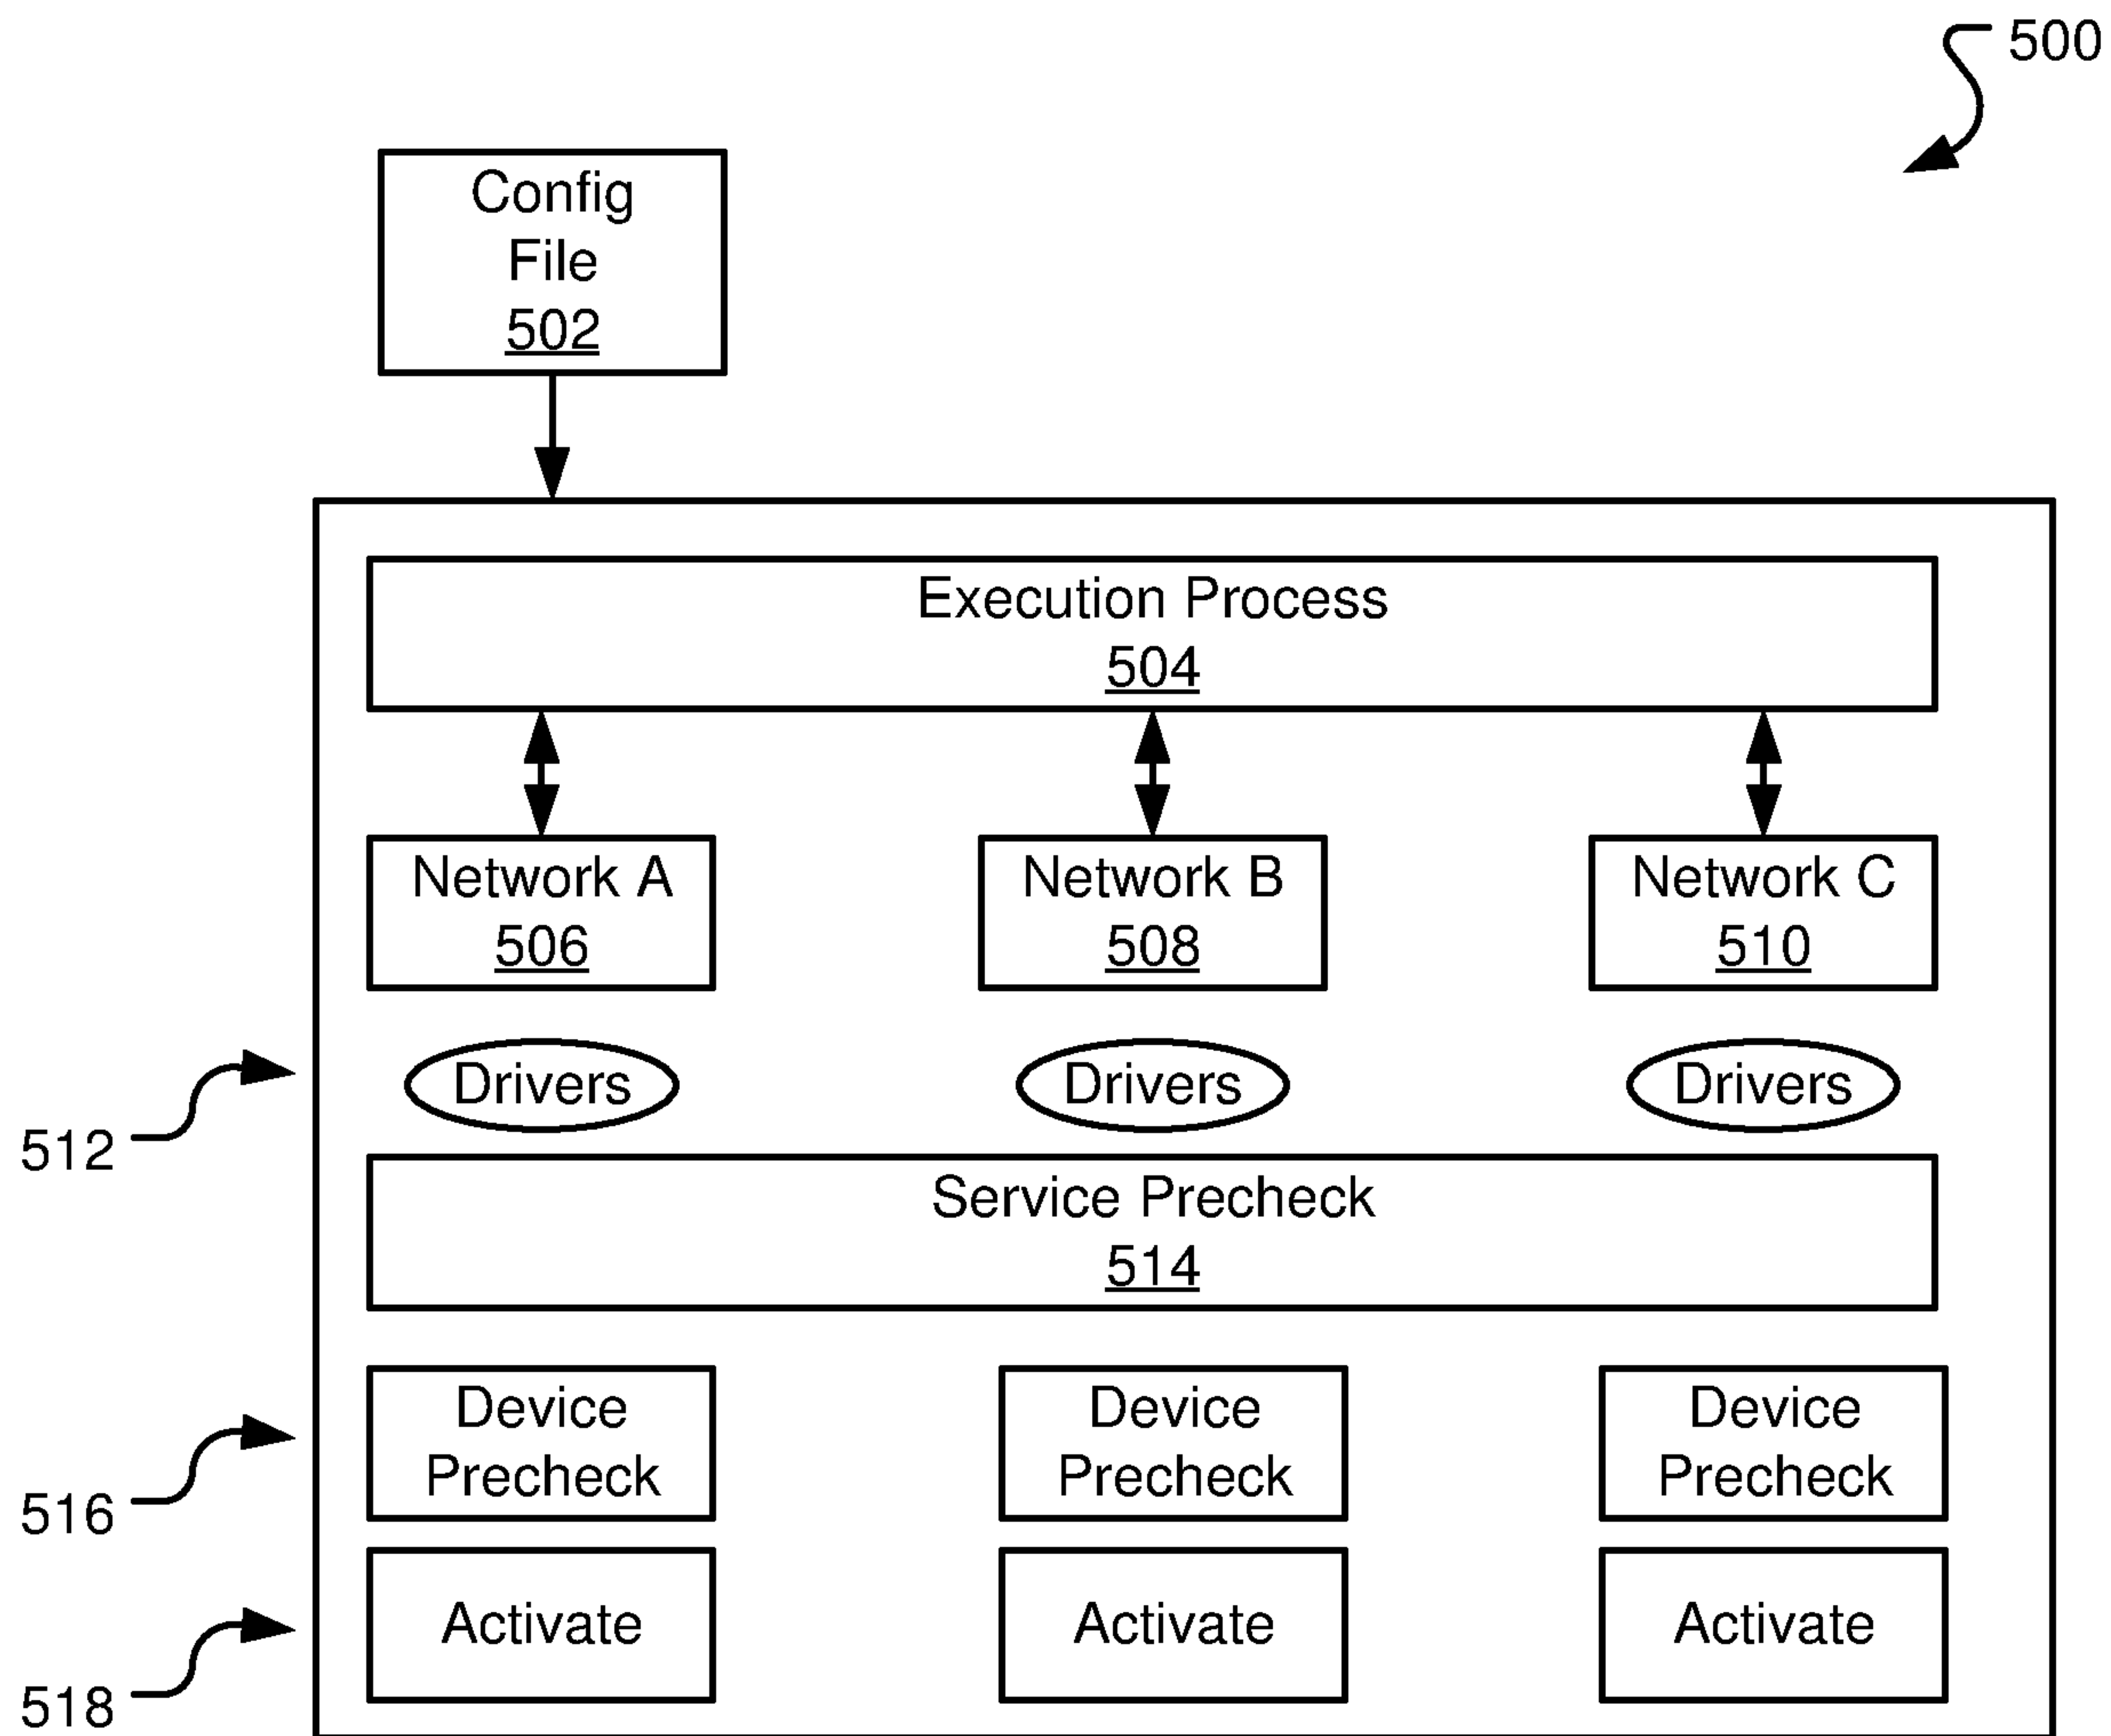 500
Config
File
502
Execution Process
504
Network A
506
Network B
508
Network C
510
512
Drivers
Drivers
Drivers
Service Precheck
514
516
Device
Precheck
Device
Precheck
Device
Precheck
518
Activate
Activate
Activate